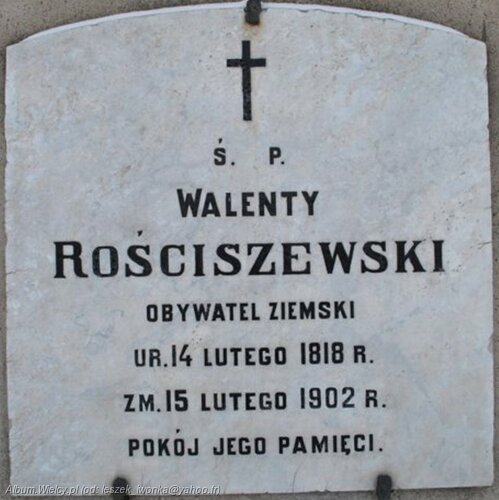 Ś. P.
WALENTY
ROŚCISZEWSKI
OBYWATEL ZIEMSKI
UR. 14 LUTEGO 1818 R.
ZM. 15 LUTEGO 1902 R.
POKÓJ JEGO PAMIĘCI.
Album.Wielcy.pl (od: leszek_iwonka@yahoo.fr)